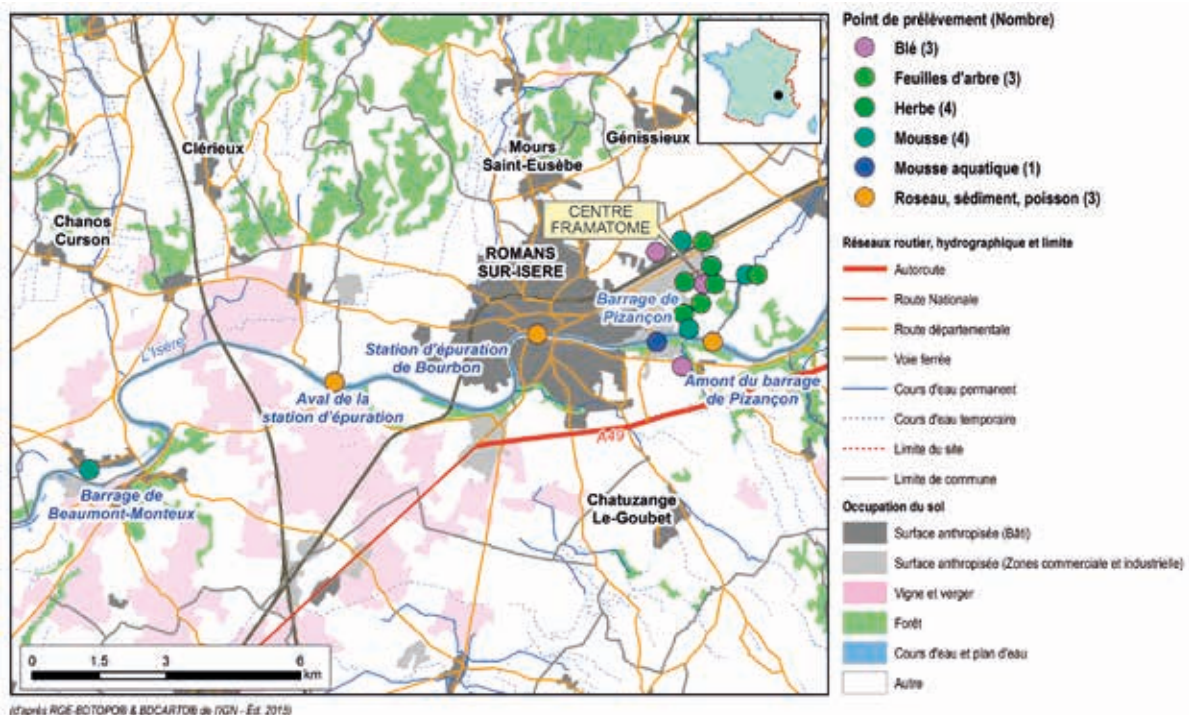 Clérieux
Mours
Saint-Eusèbe
Génissieux
Chanos
Curson
CENTRE
FRAMATOME
ROMANS
SUR-ISERE
Barrage de
Pizançon
L'Isère
Station d'épuration
de Bourbon
Aval de la
station d'épuration
Amont du barrage
de Pizançon
A49
Barrage de
Beaumont-Monteux
Chatuzange
Le-Goubet
0 1.5 3 6
km
(d'après RGE-BDTOPO® & BDCARTO® de l'IGN - Éd. 2015)
Point de prélèvement (Nombre)
Blé (3)
Feuilles d'arbre (3)
Herbe (4)
Mousse (4)
Mousse aquatique (1)
Roseau, sédiment, poisson (3)
Réseaux routier, hydrographique et limite
Autoroute
Route Nationale
Route départementale
Voie ferrée
Cours d'eau permanent
Cours d'eau temporaire
Limite du site
Limite de commune
Occupation du sol
Surface anthropisée (Bâti)
Surface anthropisée (Zones commerciale et industrielle)
Vigne et verger
Forêt
Cours d'eau et plan d'eau
Autre